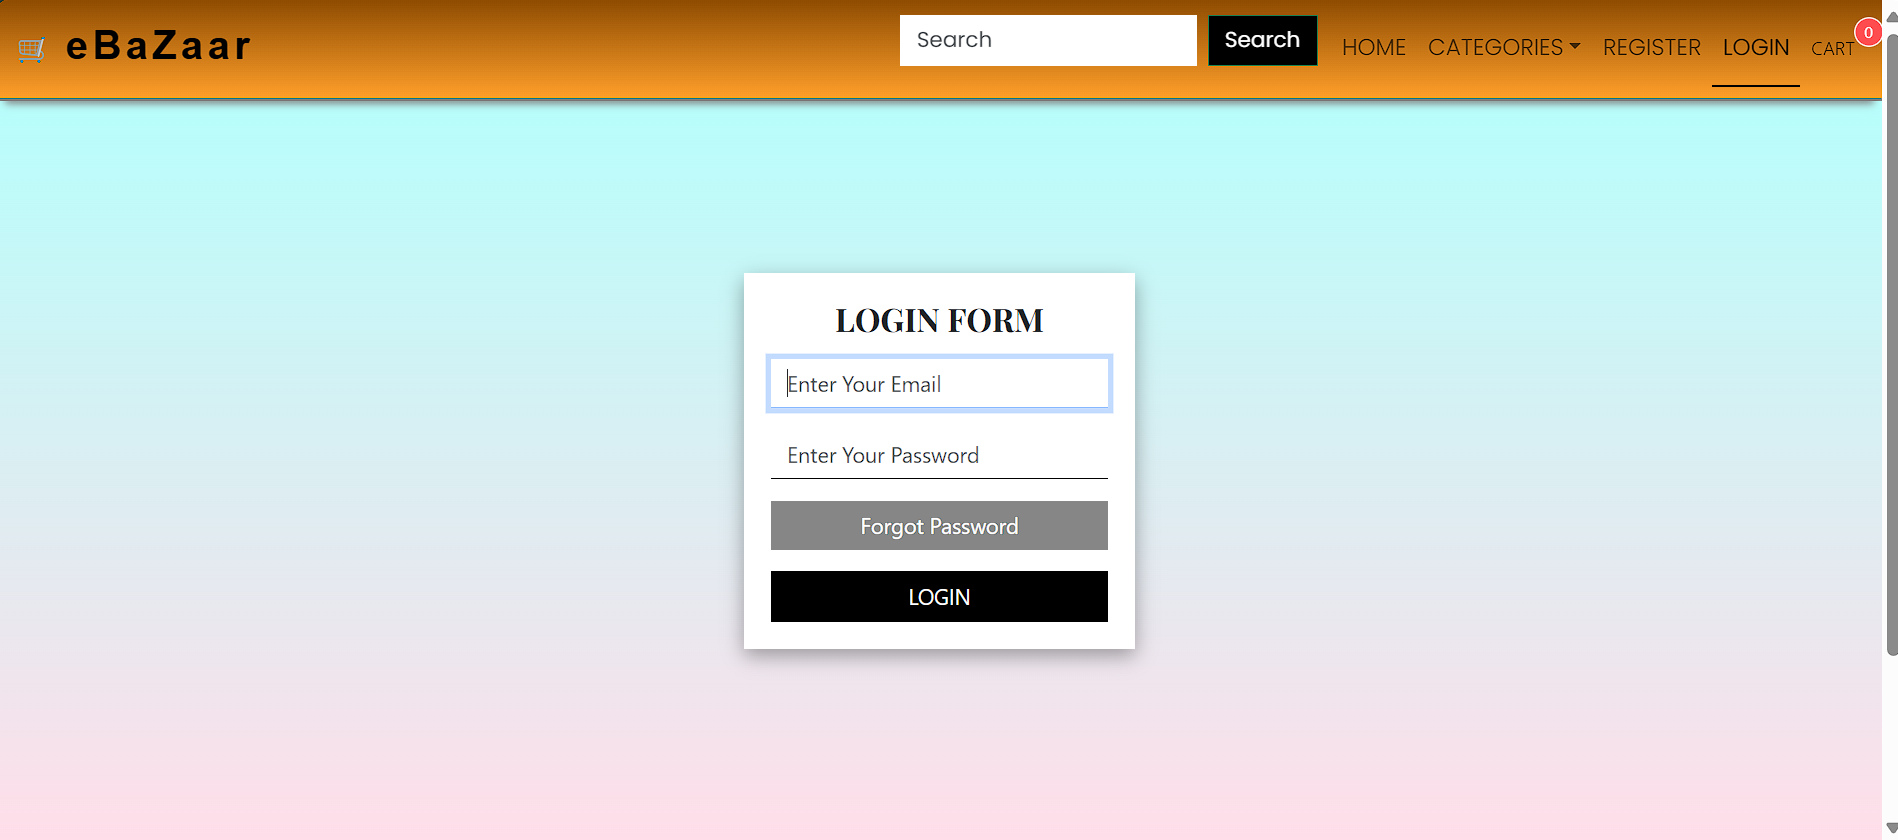 eBaZaar
Search
Search
HOME
CATEGORIES
REGISTER
LOGIN
CART
0
LOGIN FORM
Enter Your Email
Enter Your Password
Forgot Password
LOGIN